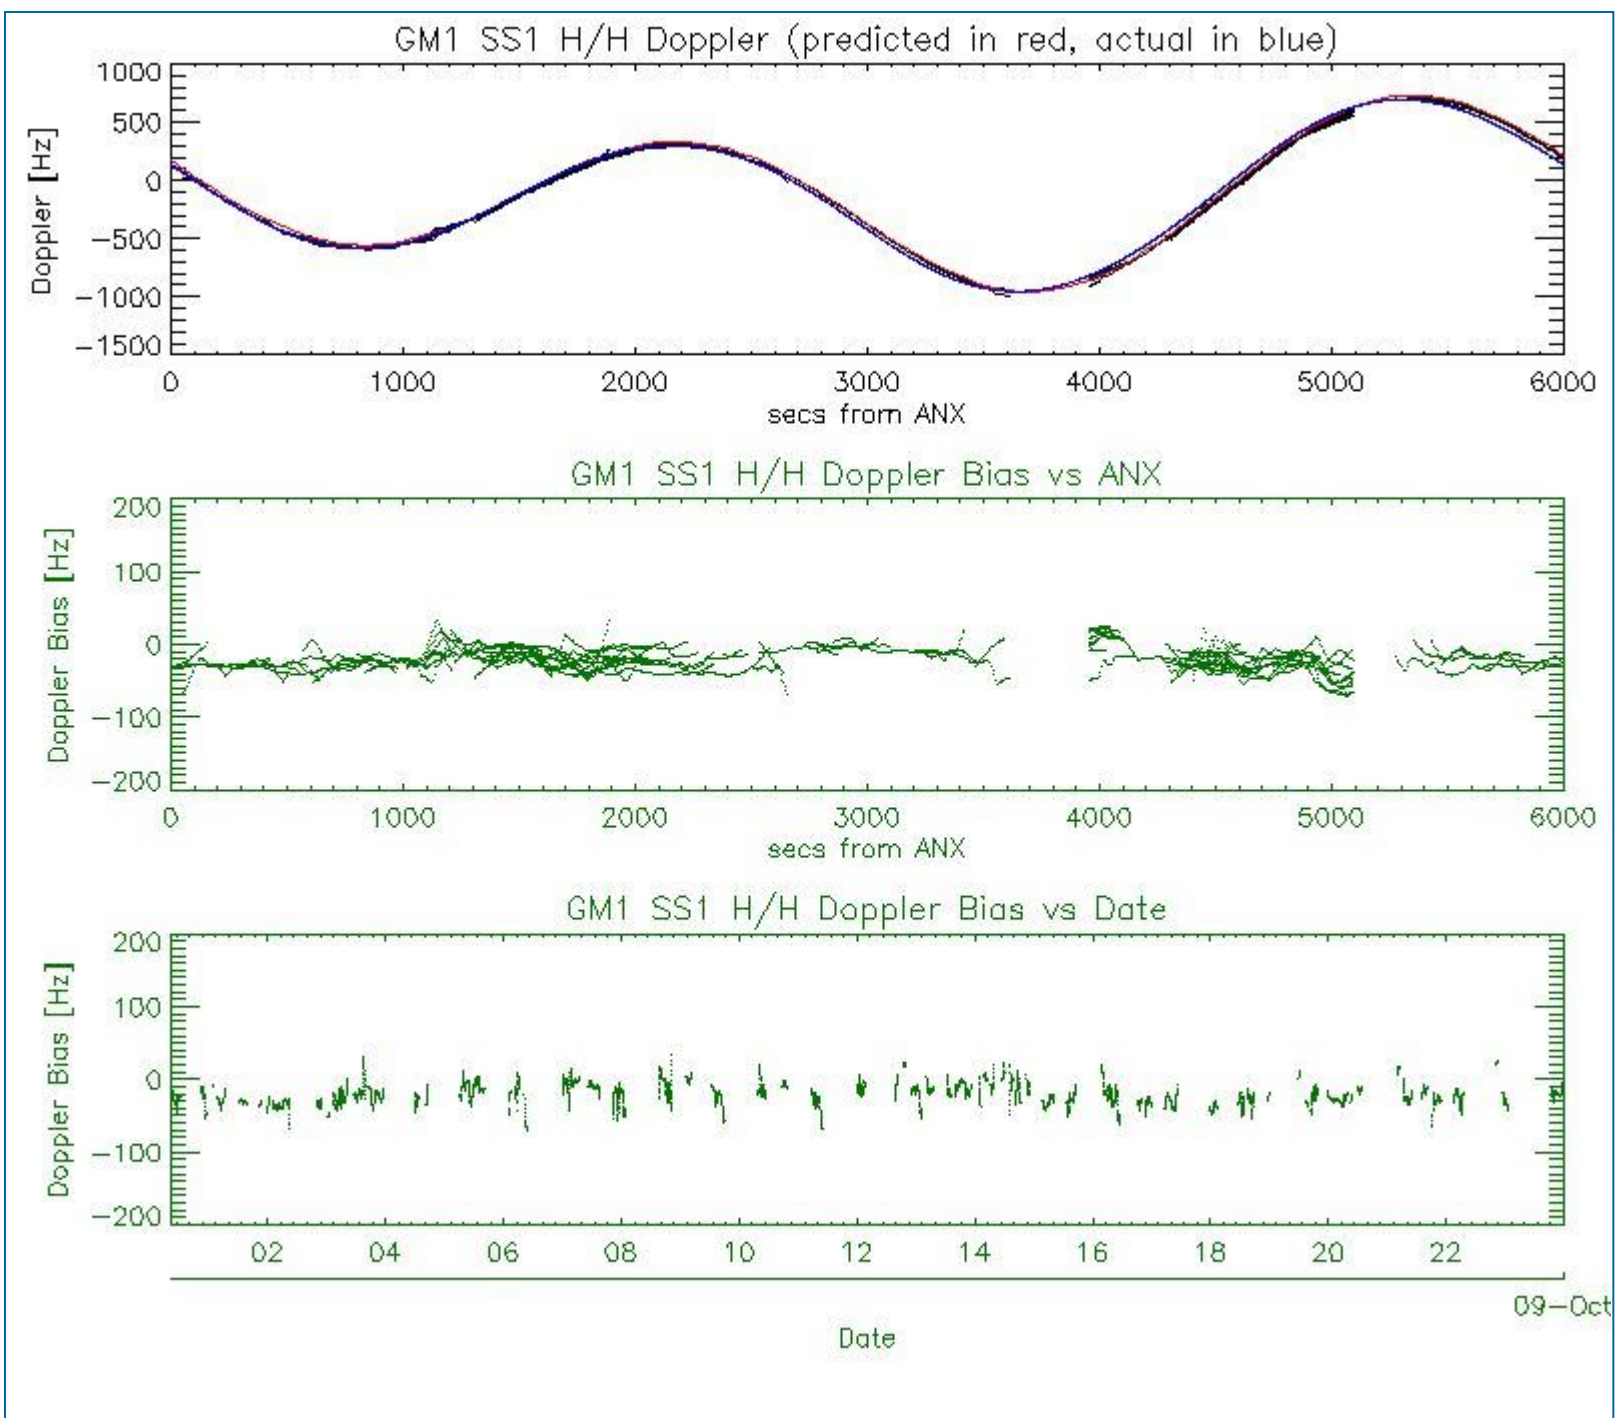 GM1 SS1 H/H Doppler (predicted in red, actual in blue)
Doppler [Hz]
1000
500
0
−500
−1000
−1500
0 1000 2000 3000 4000 5000 6000
secs from ANX
GM1 SS1 H/H Doppler Bias vs ANX
Doppler Bias [Hz]
200
100
0
−100
−200
0 1000 2000 3000 4000 5000 6000
secs from ANX
GM1 SS1 H/H Doppler Bias vs Date
Doppler Bias [Hz]
200
100
0
−100
−200
02 04 06 08 10 12 14 16 18 20 22
09−Oct
Date